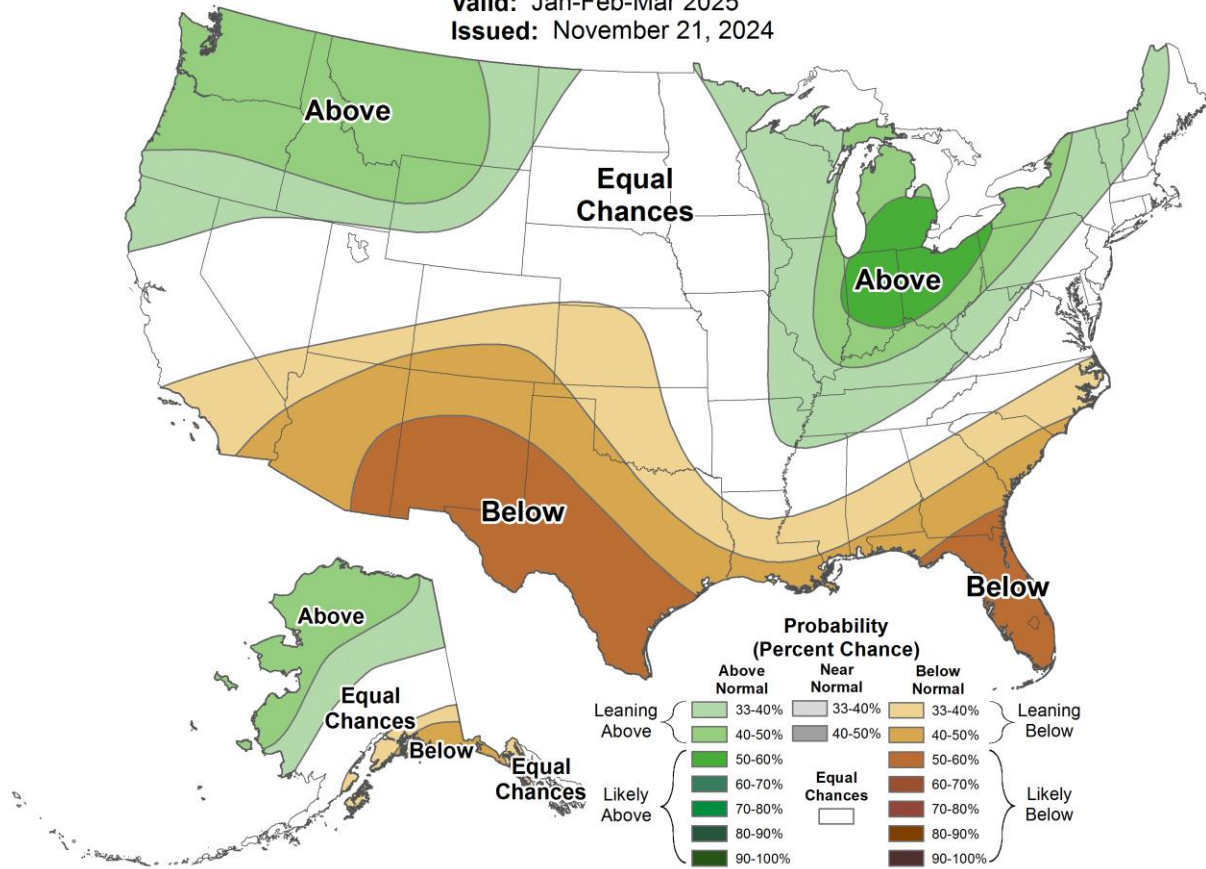 Valid: Jan-Feb-Mar 2025
Issued: November 21, 2024
Above
Equal
Chances
Above
Below
Below
Above
Equal
Chances
Below
Equal
Chances
Probability
(Percent Chance)
Above
Normal
Near
Normal
Below
Normal
Leaning
Above
33-40%
33-40%
33-40%
Leaning
Below
40-50%
40-50%
40-50%
Likely
Above
50-60%
60-70%
70-80%
80-90%
90-100%
Equal
Chances
50-60%
60-70%
70-80%
80-90%
90-100%
Likely
Below